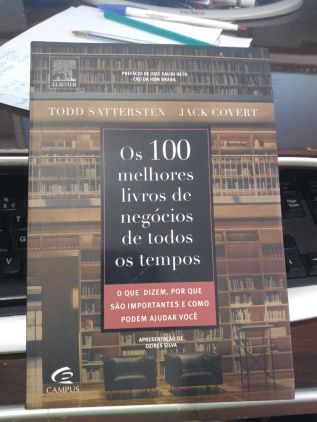 ELSEVIER
PREFÁCIO DE JOSÉ SALIBI NETO
CKO DA HSM BRASIL
TODD SATTERSTEN JACK COVERT
Os 100
melhores
livros de
negócios
de todos
os tempos
O QUE DIZEM, POR QUE
SÃO IMPORTANTES E COMO
PODEM AJUDAR VOCÊ
APRESENTAÇÃO DE
OZIRES SILVA
CAMPUS